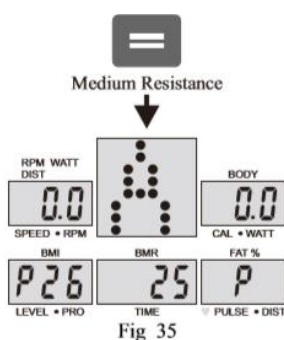 Medium Resistance
RPM WATT
DIST
0.0
SPEED • RPM
BODY
0.0
CAL • WATT
BMI
P26
LEVEL • PRO
BMR
25
TIME
FAT %
P
♥ PULSE • DIST
Fig 35